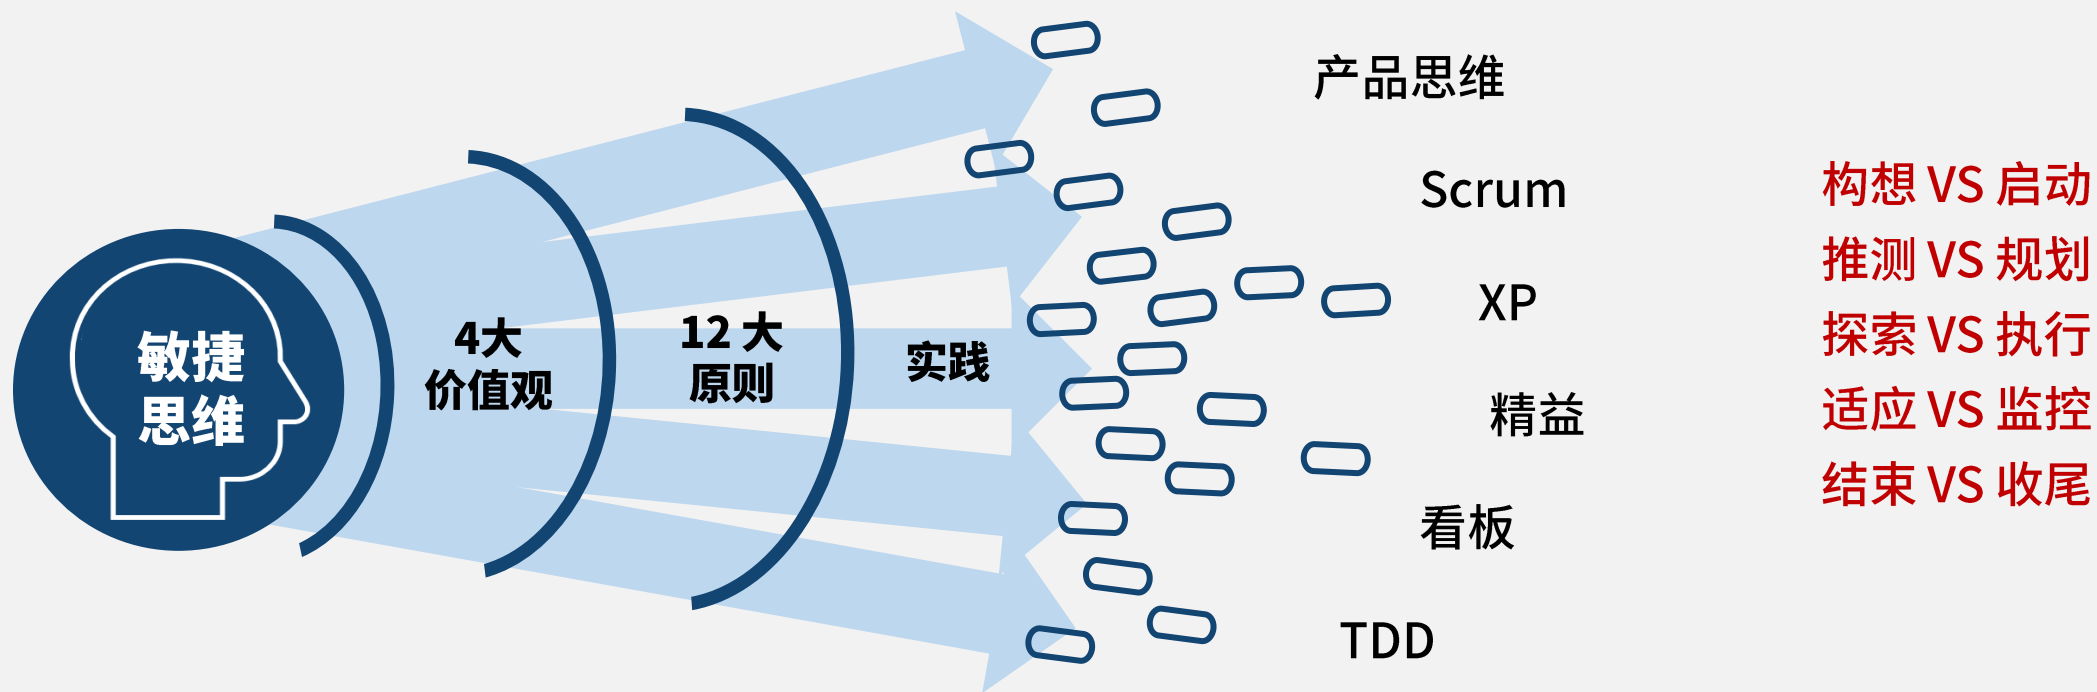 敏捷
思维
4大
价值观
12 大
原则
实践
产品思维
Scrum
XP
精益
看板
TDD
构想 VS 启动
推测 VS 规划
探索 VS 执行
适应 VS 监控
结束 VS 收尾